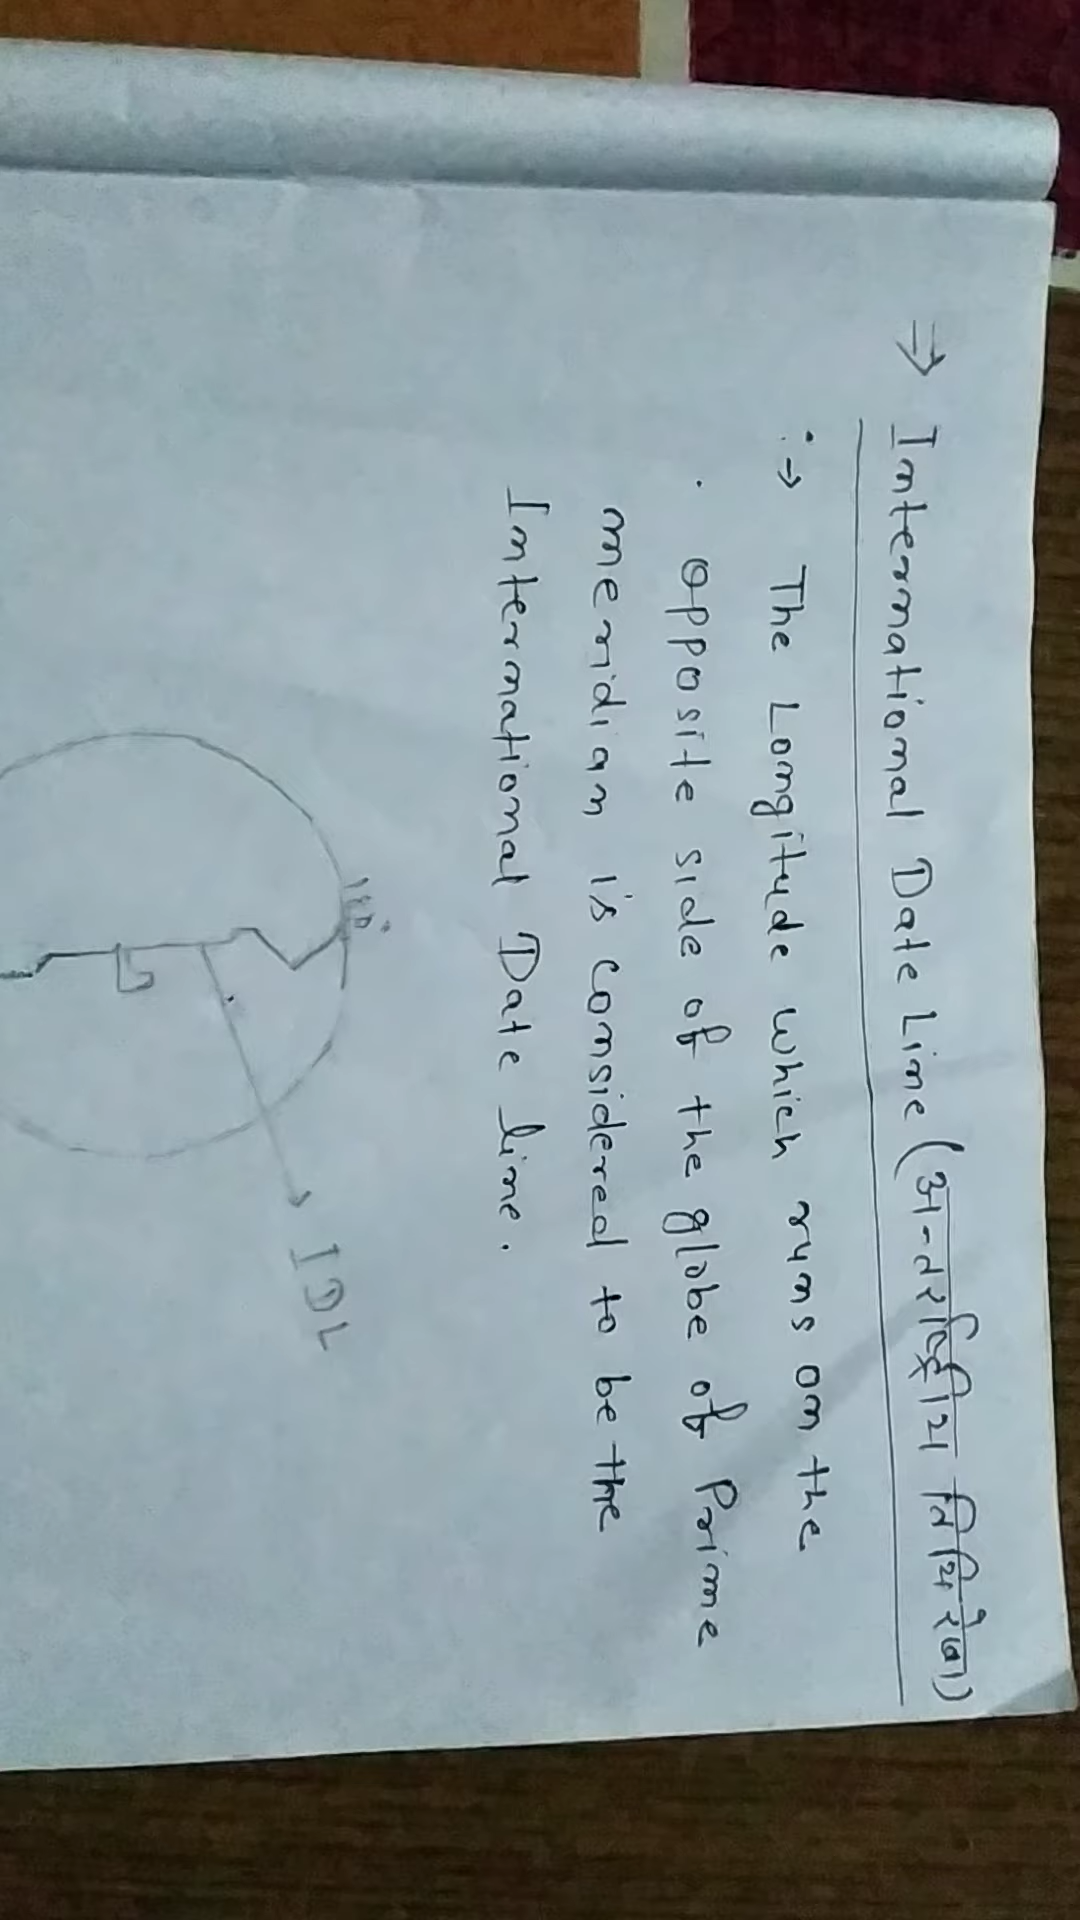 → International Date Line (अन्तर्राष्ट्रीय तिथि रेखा)
:→ The Longitude which runs on the
. opposite side of the globe of Prime
meridian is considered to be the
International Date line.
180°
IDL